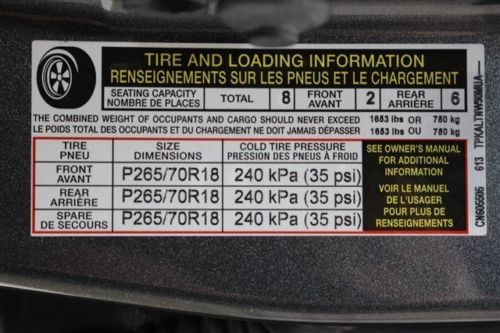 TIRE AND LOADING INFORMATION
RENSEIGNEMENTS SUR LES PNEUS ET LE CHARGEMENT
SEATING CAPACITY
NOMBRE DE PLACES
TOTAL 8
FRONT
AVANT
2
REAR
ARRIÈRE
6
THE COMBINED WEIGHT OF OCCUPANTS AND CARGO SHOULD NEVER EXCEED 1653 lbs OR 750 kg
LE POIDS TOTAL DES OCCUPANTS ET DU CHARGEMENT NE DOIT JAMAIS DÉPASSER 1653 lbs OU 750 kg
TIRE
PNEU
SIZE
DIMENSIONS
COLD TIRE PRESSURE
PRESSION DES PNEUS À FROID
FRONT
AVANT
P265/70R18 240 kPa (35 psi)
REAR
ARRIÈRE
P265/70R18 240 kPa (35 psi)
SPARE
DE SECOURS
P265/70R18 240 kPa (35 psi)
SEE OWNER'S MANUAL
FOR ADDITIONAL
INFORMATION
VOIR LE MANUEL
DE L'USAGER
POUR PLUS DE
RENSEIGNEMENTS
CN605606 613